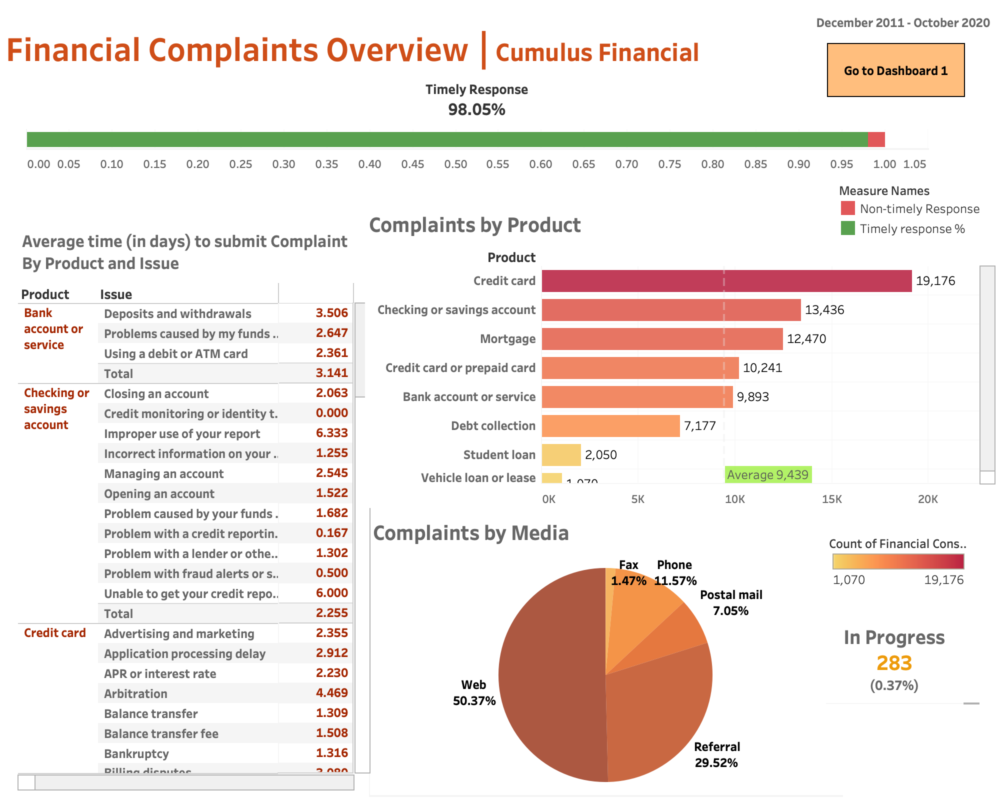 December 2011 - October 2020
Financial Complaints Overview | Cumulus Financial
Go to Dashboard 1
Timely Response
98.05%
0.00 0.05 0.10 0.15 0.20 0.25 0.30 0.35 0.40 0.45 0.50 0.55 0.60 0.65 0.70 0.75 0.80 0.85 0.90 0.95 1.00 1.05
Measure Names
Non-timely Response
Timely response %
Average time (in days) to submit Complaint
By Product and Issue
Product Issue
Bank account or service
Deposits and withdrawals 3.506
Problems caused by my funds .. 2.647
Using a debit or ATM card 2.361
Total 3.141
Checking or savings account
Closing an account 2.063
Credit monitoring or identity t. 0.000
Improper use of your report 6.333
Incorrect information on your .. 1.255
Managing an account 2.545
Opening an account 1.522
Problem caused by your funds . 1.682
Problem with a credit reportin. 0.167
Problem with a lender or othe.. 1.302
Problem with fraud alerts or s.. 0.500
Unable to get your credit repo.. 6.000
Total 2.255
Credit card
Advertising and marketing 2.355
Application processing delay 2.912
APR or interest rate 2.230
Arbitration 4.469
Balance transfer 1.309
Balance transfer fee 1.508
Bankruptcy 1.316
Billing disputes 3.080
Complaints by Product
Product
Credit card 19,176
Checking or savings account 13,436
Mortgage 12,470
Credit card or prepaid card 10,241
Bank account or service 9,893
Debt collection 7,177
Student loan 2,050
Vehicle loan or lease 1,070
Average 9,439
0K 5K 10K 15K 20K
Complaints by Media
Fax
1.47%
Phone
11.57%
Postal mail
7.05%
Web
50.37%
Referral
29.52%
Count of Financial Cons..
1,070 19,176
In Progress
283
(0.37%)